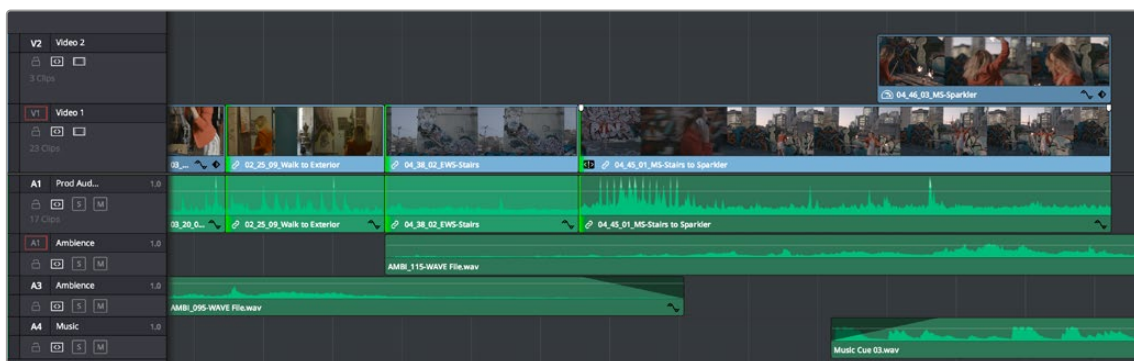 V2 Video 2
3 Clips
04_46_03_MS-Sparkler
V1 Video 1
23 Clips
03_... 02_25_09_Walk to Exterior 04_38_02_EWS-Stairs 04_45_01_MS-Stairs to Sparkler
A1 Prod Aud... 1.0
S M
17 Clips
03_20_0... 02_25_09_Walk to Exterior 04_38_02_EWS-Stairs 04_45_01_MS-Stairs to Sparkler
A1 Ambience 1.0
S M
AMBI_115-WAVE File.wav
A3 Ambience 1.0
S M
AMBI_095-WAVE File.wav
A4 Music 1.0
S M
Music Cue 03.wav